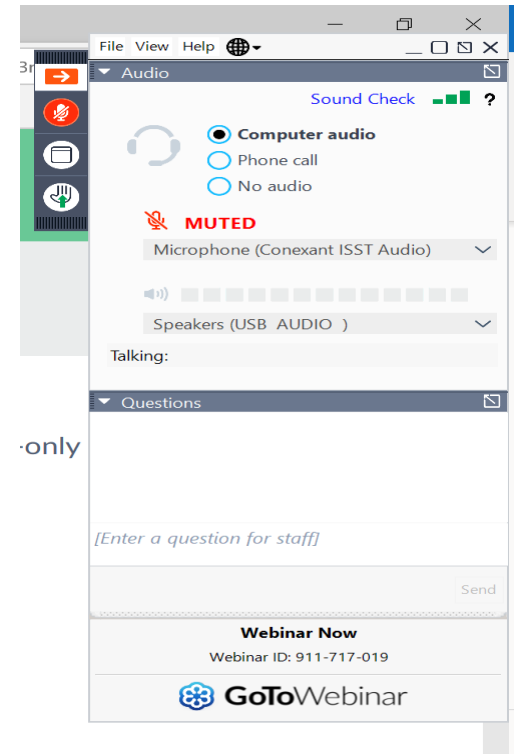 File View Help
Audio
Sound Check ?
Computer audio
Phone call
No audio
MUTED
Microphone (Conexant ISST Audio)
Speakers (USB AUDIO )
Talking:
Questions
-only
[Enter a question for staff]
Send
Webinar Now
Webinar ID: 911-717-019
GoToWebinar